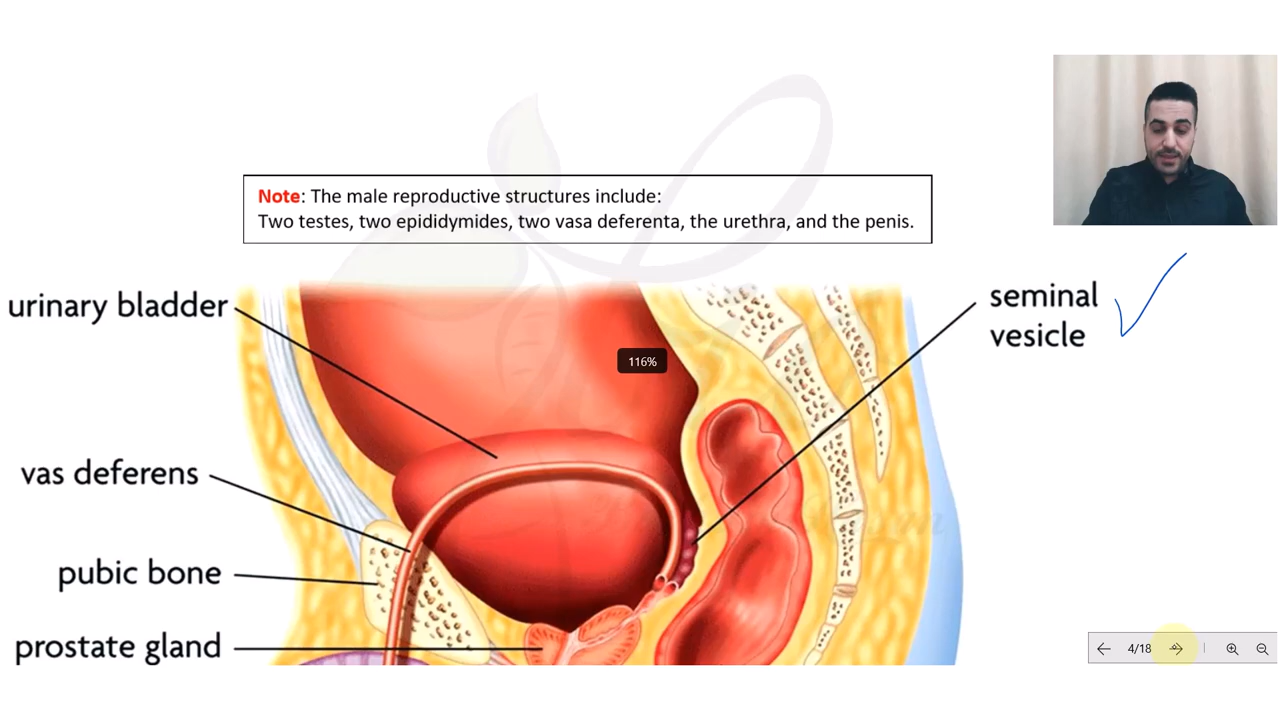 Note: The male reproductive structures include:
Two testes, two epididymides, two vasa deferenta, the urethra, and the penis.
urinary bladder
seminal
vesicle
116%
vas deferens
pubic bone
prostate gland
4/18